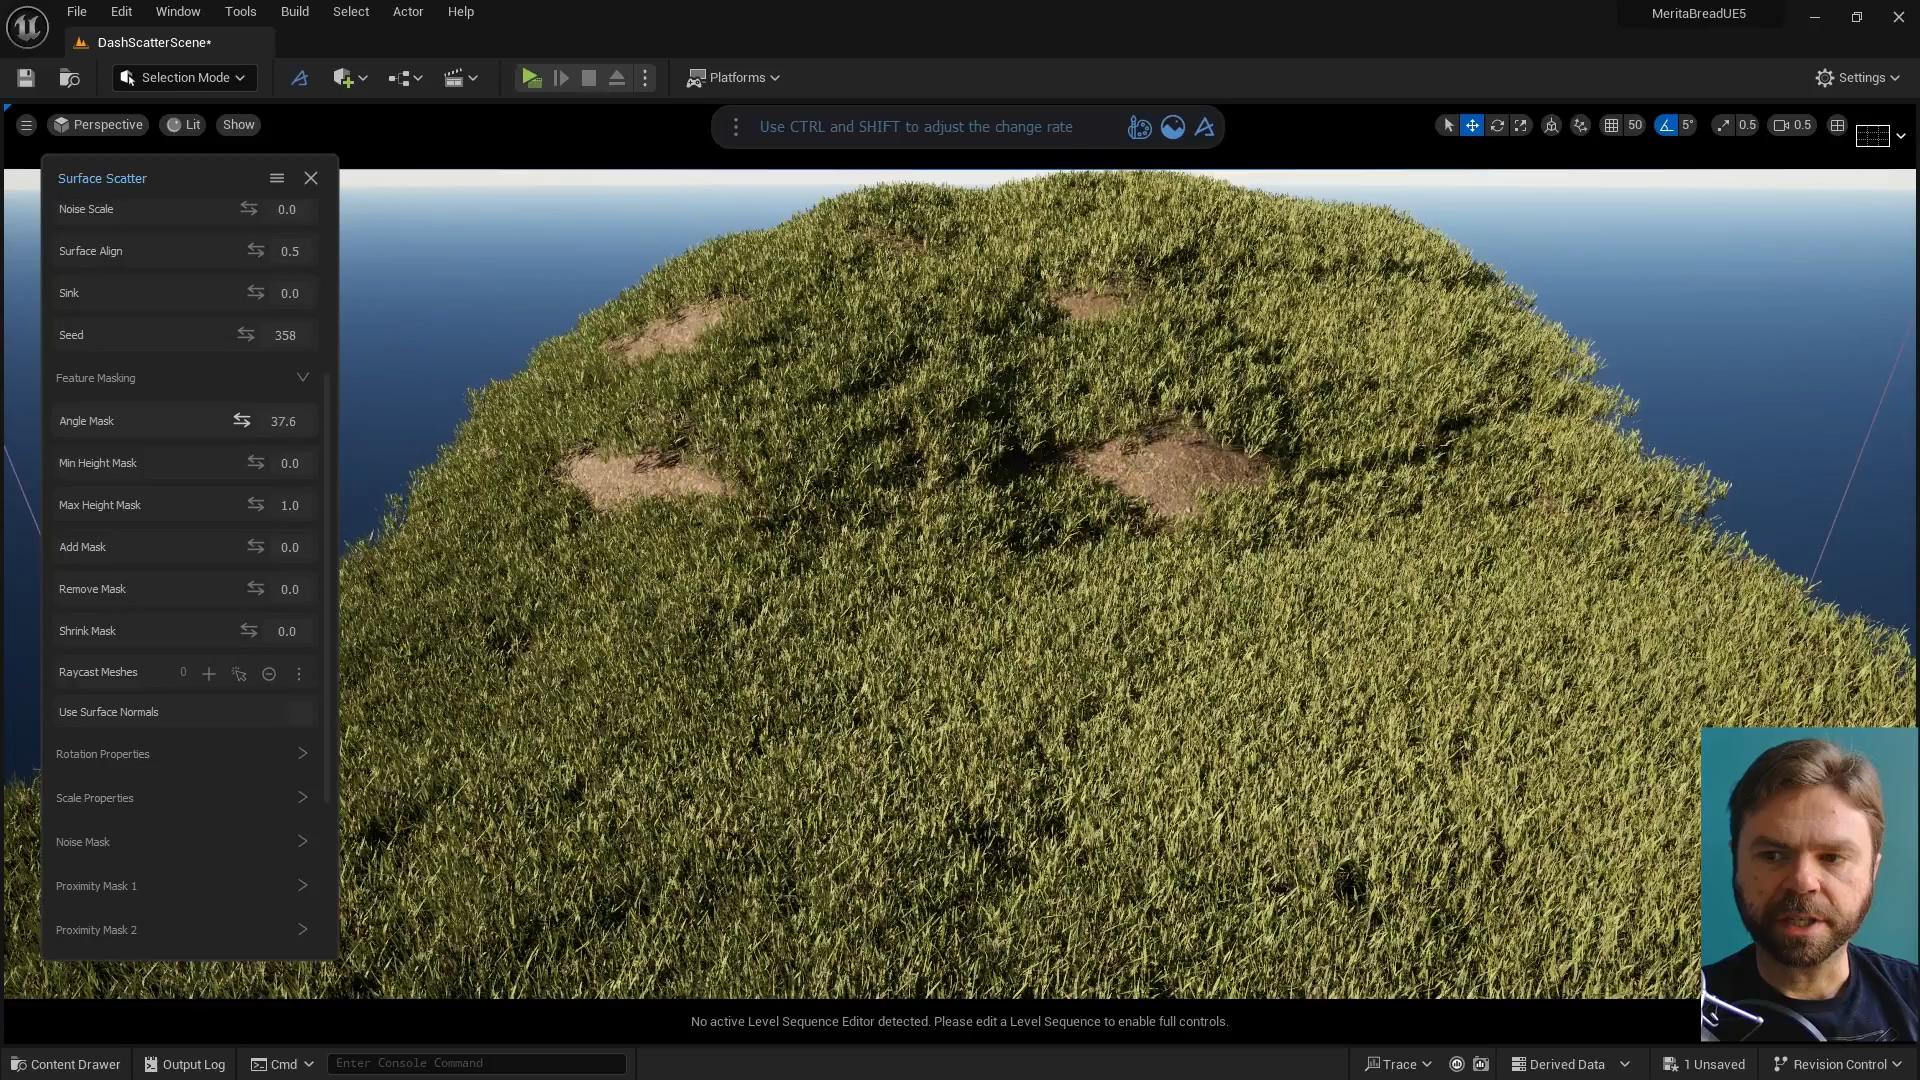 File Edit Window Tools Build Select Actor Help
MeritaBreadUE5
DashScatterScene*
Selection Mode
Platforms
Settings
Perspective
Lit
Show
Use CTRL and SHIFT to adjust the change rate
50
5°
0.5
0.5
Surface Scatter
Noise Scale 0.0
Surface Align 0.5
Sink 0.0
Seed 358
Feature Masking
Angle Mask 37.6
Min Height Mask 0.0
Max Height Mask 1.0
Add Mask 0.0
Remove Mask 0.0
Shrink Mask 0.0
Raycast Meshes 0
Use Surface Normals
Rotation Properties
Scale Properties
Noise Mask
Proximity Mask 1
Proximity Mask 2
No active Level Sequence Editor detected. Please edit a Level Sequence to enable full controls.
Content Drawer
Output Log
Cmd
Enter Console Command
Trace
Derived Data
1 Unsaved
Revision Control